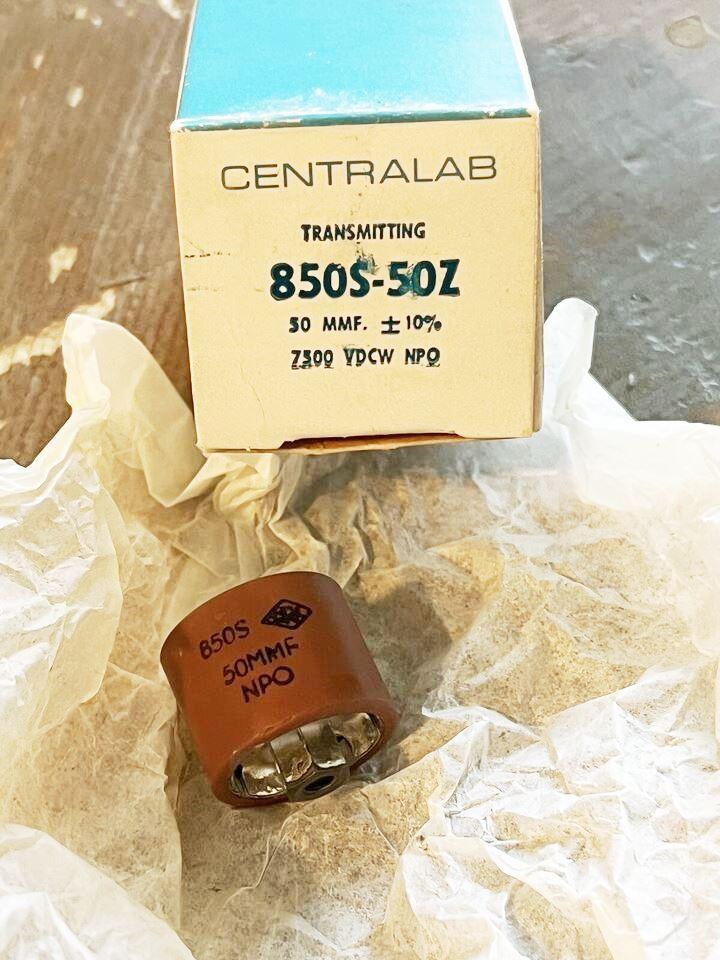 CENTRALAB
TRANSMITTING
850S-50Z
50 MMF. ±10%
7500 VDCW NPO
850S
50MMF
NPO